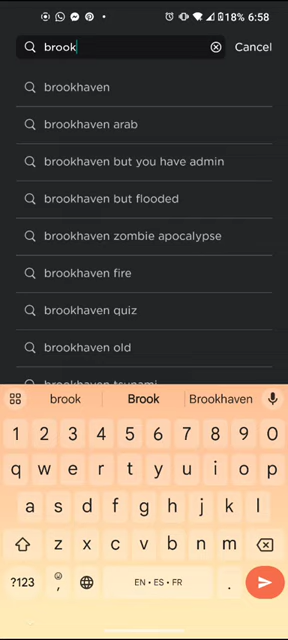 18% 6:58
brook Cancel
brookhaven
brookhaven arab
brookhaven but you have admin
brookhaven but flooded
brookhaven zombie apocalypse
brookhaven fire
brookhaven quiz
brookhaven old
brookhaven tsunami
brook Brook Brookhaven
1 2 3 4 5 6 7 8 9 0
q w e r t y u i o p
a s d f g h j k l
z x c v b n m
?123 , EN • ES • FR .